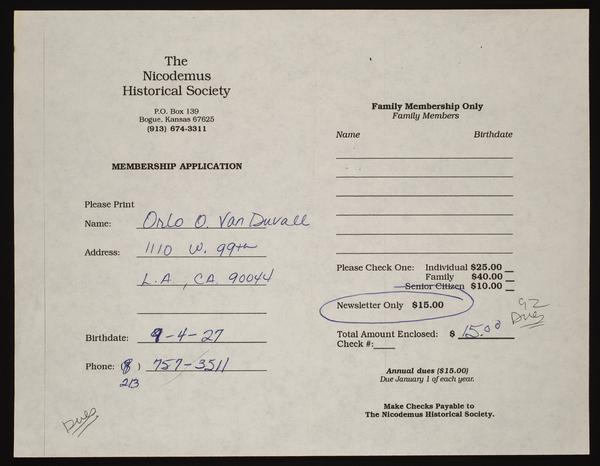 The
Nicodemus
Historical Society
P.O. Box 139
Bogue, Kansas 67625
(913) 674-3311
MEMBERSHIP APPLICATION
Please Print
Name: Orlo O. Van Duvall
Address: 1110 W. 99th
L.A., CA. 90044
Birthdate: 9-4-27
Phone: ( ) 757-3511
213
Dues
Family Membership Only
Family Members
Name Birthdate
Please Check One: Individual $25.00
Family $40.00
Senior Citizen $10.00
Newsletter Only $15.00
92
Dues
Total Amount Enclosed: $ 15.00
Check #:
Annual dues ($15.00)
Due January 1 of each year.
Make Checks Payable to
The Nicodemus Historical Society.